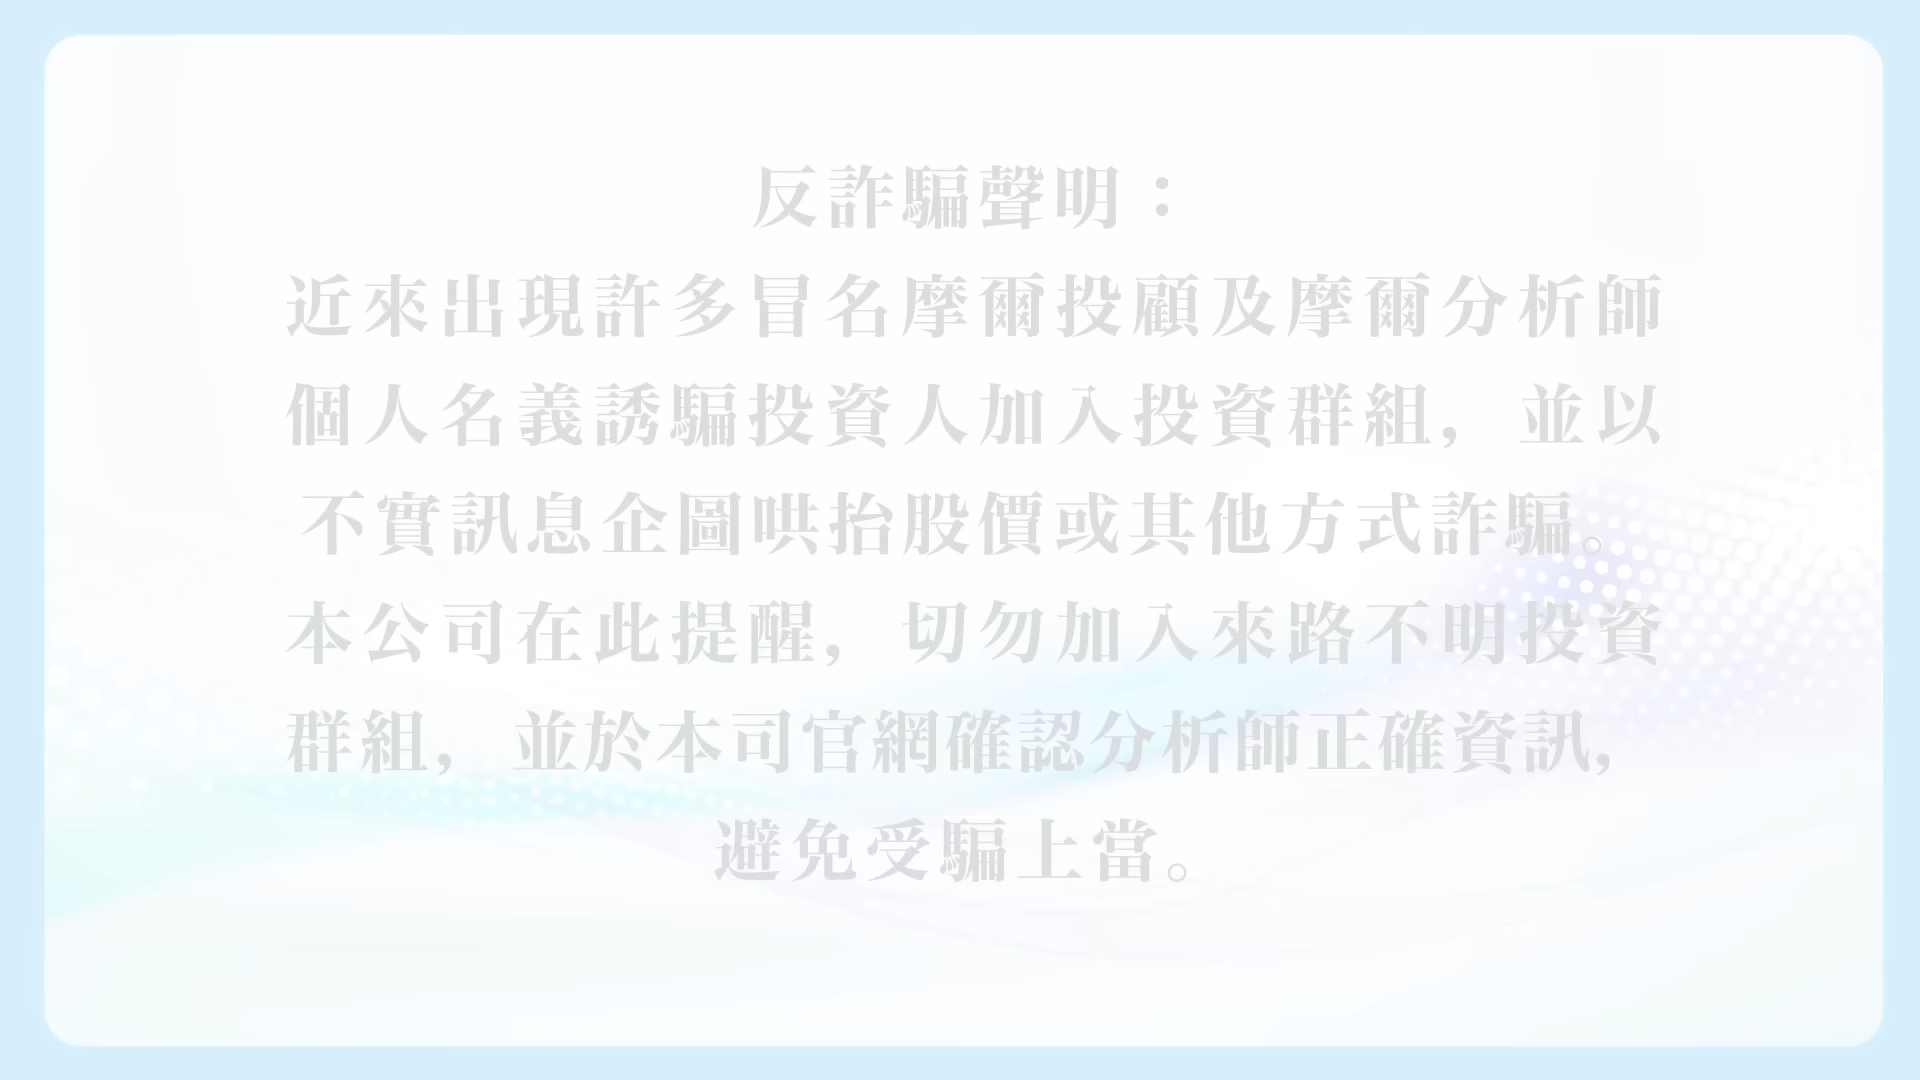 反詐騙聲明：
近來出現許多冒名摩爾投顧及摩爾分析師
個人名義誘騙投資人加入投資群組，並以
不實訊息企圖哄抬股價或其他方式詐騙。
本公司在此提醒，切勿加入來路不明投資
群組，並於本司官網確認分析師正確資訊，
避免受騙上當。